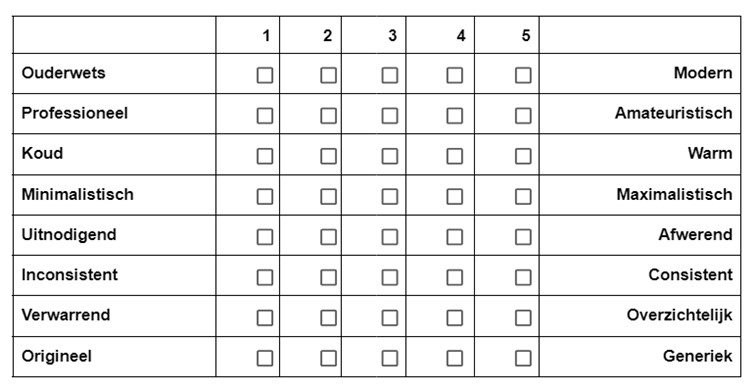 1 2 3 4 5
Ouderwets Modern
Professioneel Amateuristisch
Koud Warm
Minimalistisch Maximalistisch
Uitnodigend Afwerend
Inconsistent Consistent
Verwarrend Overzichtelijk
Origineel Generiek